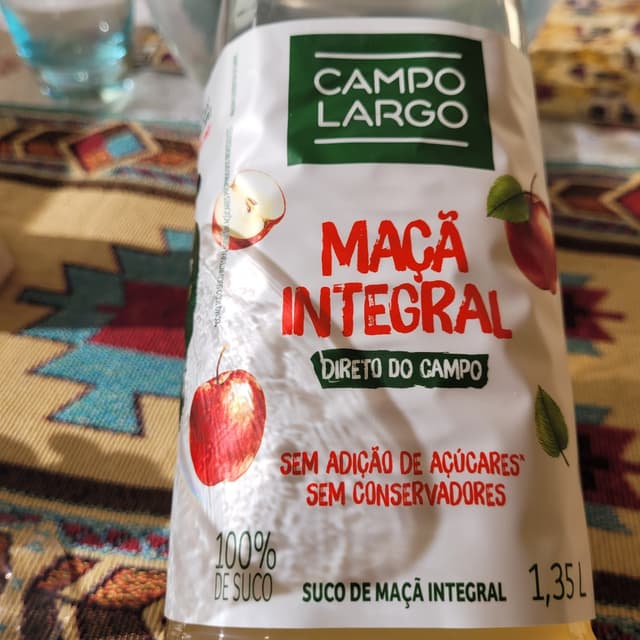 CAMPO
LARGO
MAÇÃ
INTEGRAL
DIRETO DO CAMPO
SEM ADIÇÃO DE AÇÚCARES*
SEM CONSERVADORES
100%
DE SUCO
SUCO DE MAÇÃ INTEGRAL
1,35 L